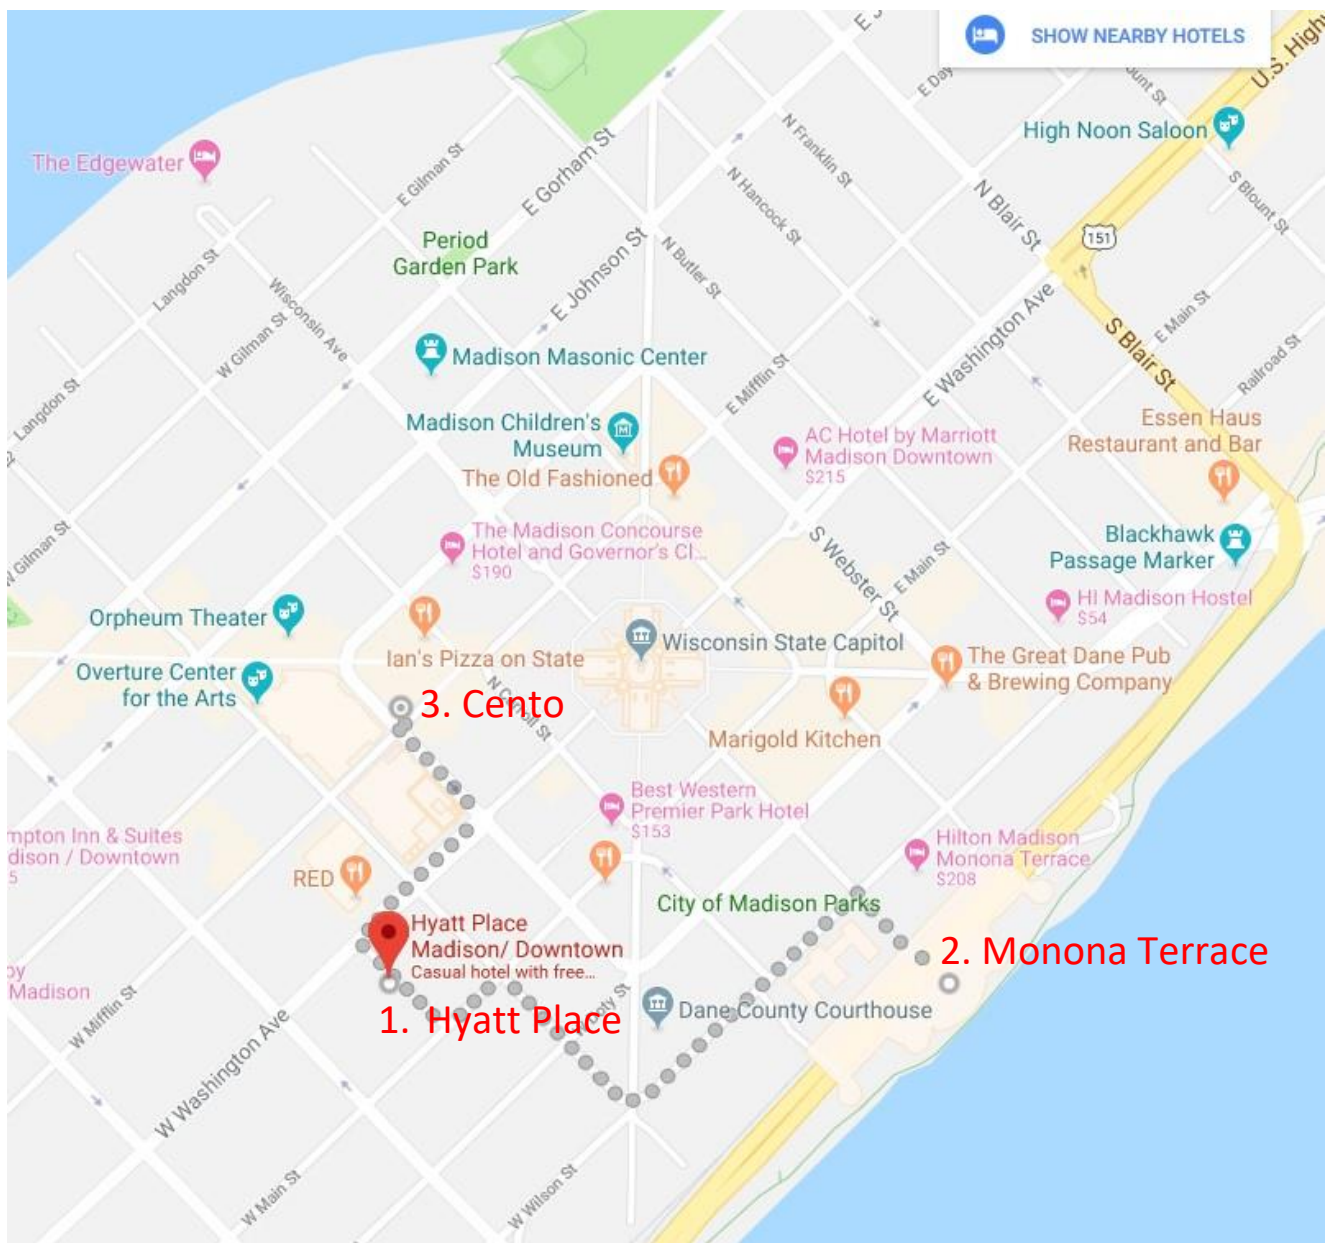 SHOW NEARBY HOTELS
U.S. Highw
E Day
ount St
High Noon Saloon
The Edgewater
E Gilman St
E Gorham St
N Franklin St
N Hancock St
N Blair St
S Blount St
151
Period
Garden Park
Langdon St
Wisconsin Ave
W Gilman St
E Johnson St
N Butler St
E Main St
S Blair St
Railroad St
E Washington Ave
Madison Masonic Center
E Mifflin St
Langdon St
Madison Children's
Museum
The Old Fashioned
AC Hotel by Marriott
Madison Downtown
$215
Essen Haus
Restaurant and Bar
The Madison Concourse
Hotel and Governor's Cl...
$190
S Webster St
E Main St
Blackhawk
Passage Marker
W Gilman St
HI Madison Hostel
$54
Orpheum Theater
Ian's Pizza on State
Wisconsin State Capitol
The Great Dane Pub
& Brewing Company
Overture Center
for the Arts
N Carroll St
3. Cento
Marigold Kitchen
Best Western
Premier Park Hotel
$153
mpton Inn & Suites
dison / Downtown
5
Hilton Madison
Monona Terrace
$208
RED
City of Madison Parks
Hyatt Place
Madison/ Downtown
Casual hotel with free...
2. Monona Terrace
by
Madison
1. Hyatt Place
W Doty St
Dane County Courthouse
W Mifflin St
W Washington Ave
W Main St
W Wilson St